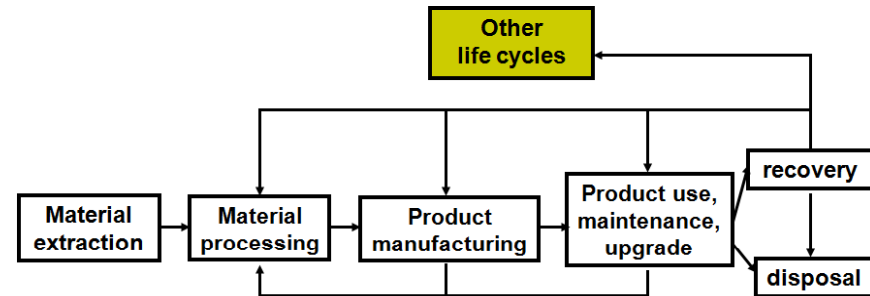 Other
life cycles
recovery
Material
extraction
Material
processing
Product
manufacturing
Product use,
maintenance,
upgrade
disposal